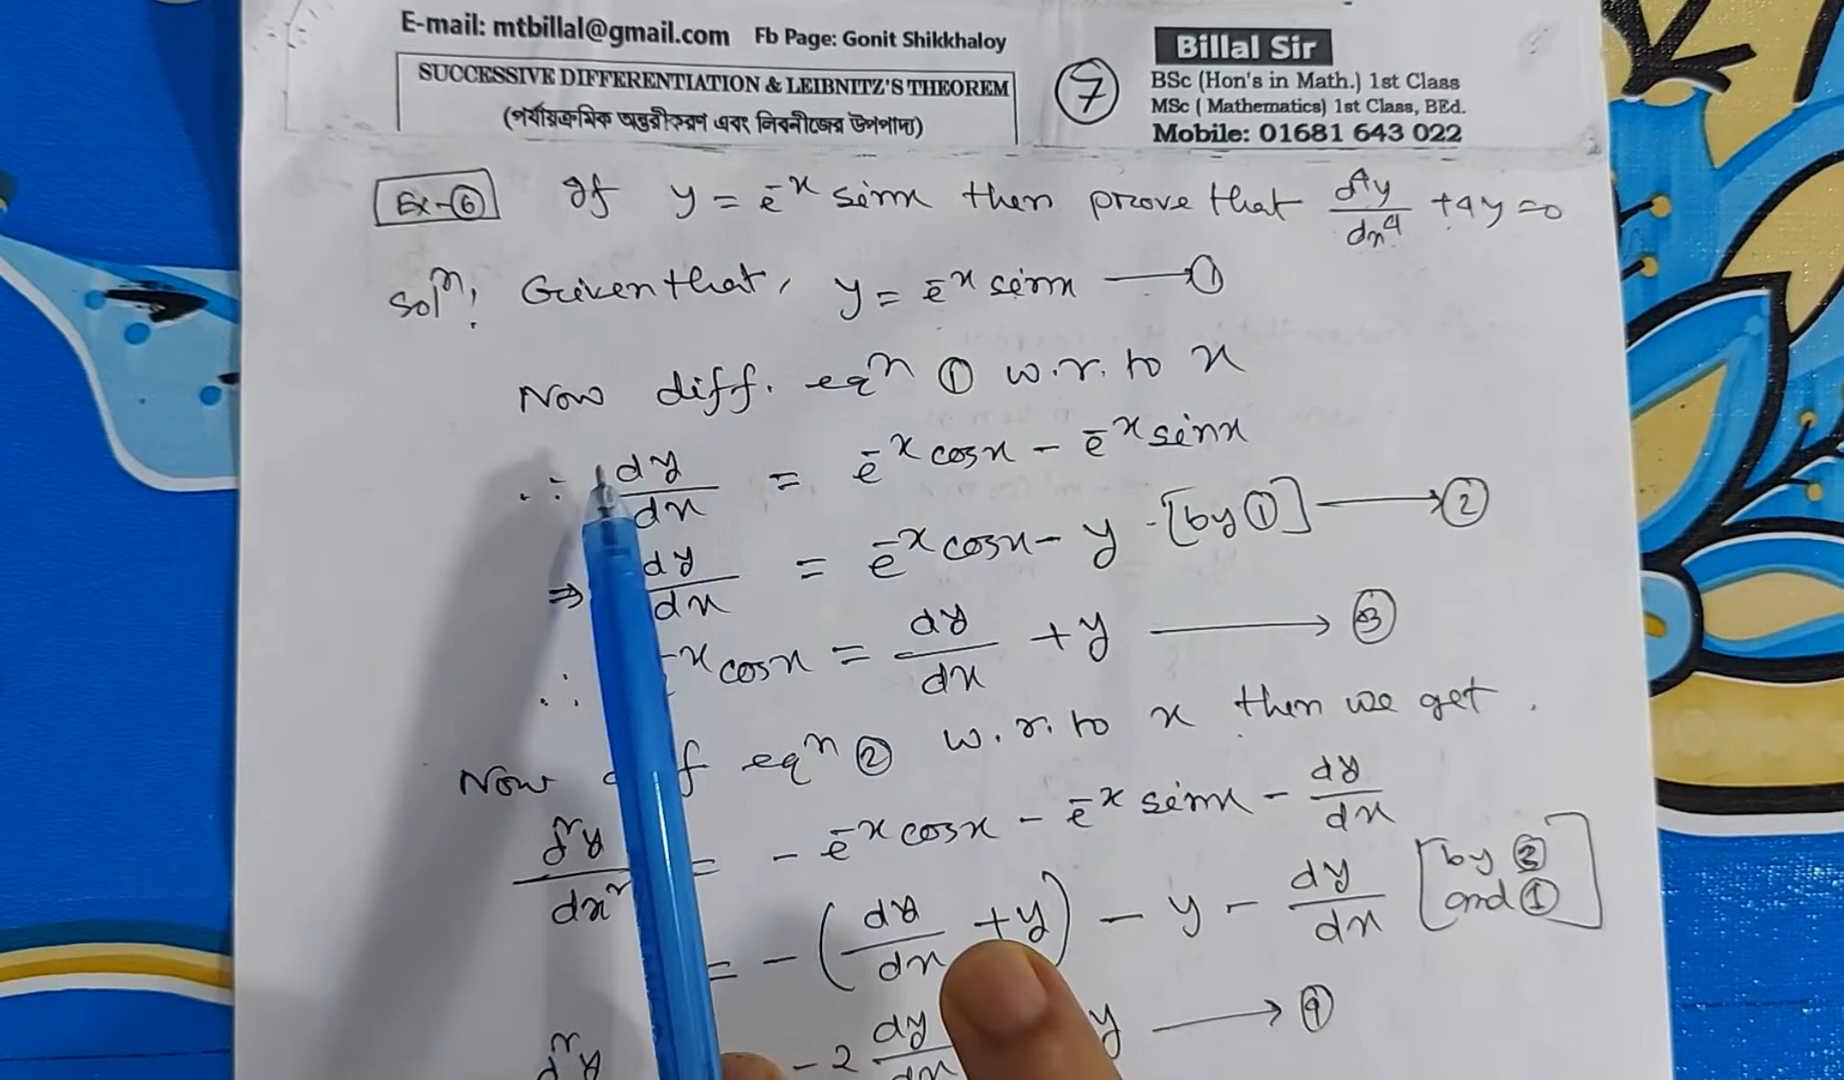 E-mail: mtbillal@gmail.com Fb Page: Gonit Shikkhaloy
SUCCESSIVE DIFFERENTIATION & LEIBNITZ'S THEOREM
(পর্যায়ক্রমিক অন্তরীকরণ এবং লিবনীজের উপপাদ্য)
7
Billal Sir
BSc (Hon's in Math.) 1st Class
MSc ( Mathematics) 1st Class, BEd.
Mobile: 01681 643 022
Ex-⑥ If y = e^-x sinx then prove that d⁴y/dx⁴ + 4y = 0
Solⁿ: Given that, y = e^-x sinx ①
Now diff. eqⁿ ① w.r. to x
∴ dy/dx = e^-x cosx - e^-x sinx
⇒ dy/dx = e^-x cosx - y [by ①] → ②
∴ -x cosx = dy/dx + y → ③
Now f eqⁿ ② w.r. to x then we get.
d²y/dx² = - e^-x cosx - e^-x sinx - dy/dx
= - (dy/dx + y) - y - dy/dx [by ③ and ①]
d²y - 2 dy/dx y → ④